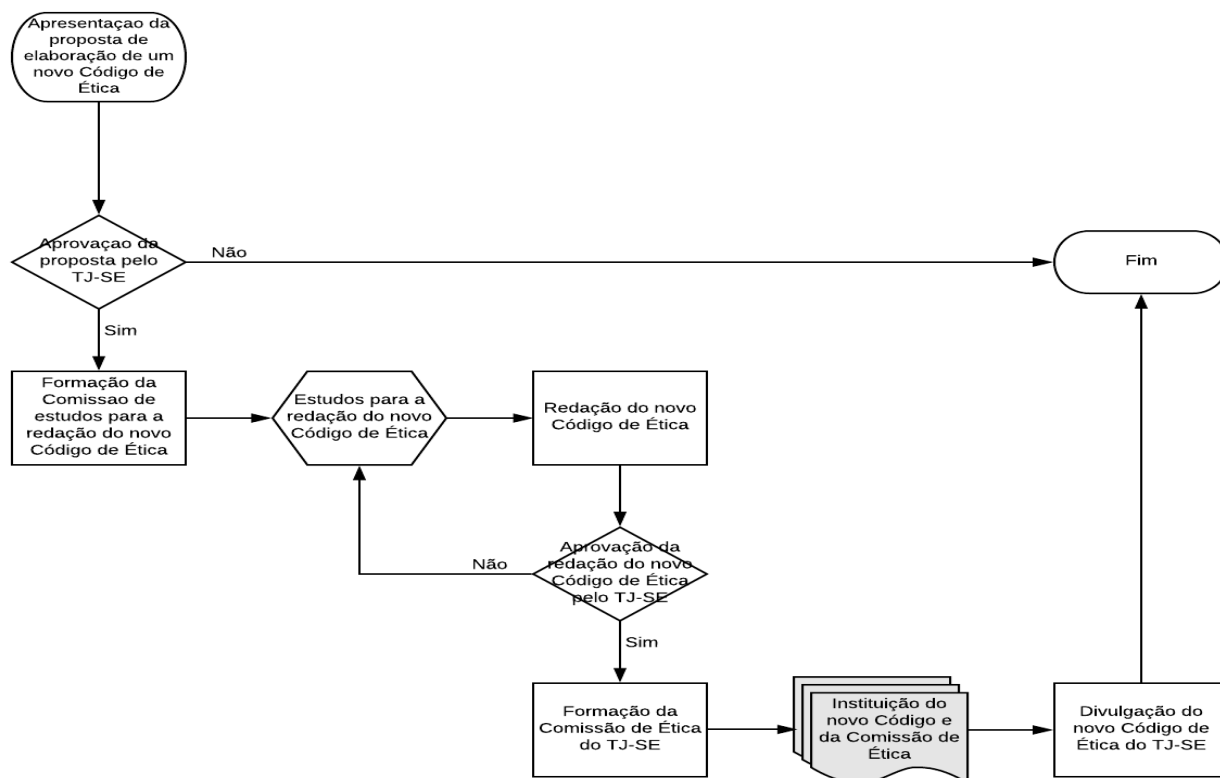 Apresentaçao da
proposta de
elaboração de um
novo Código de
Ética
Aprovaçao da
proposta pelo
TJ-SE
Não
Fim
Sim
Formação da
Comissao de
estudos para a
redação do novo
Código de Ética
Estudos para a
redação do novo
Código de Ética
Redação do novo
Código de Ética
Não
Aprovação da
redação do novo
Código de Ética
pelo TJ-SE
Sim
Formação da
Comissão de Ética
do TJ-SE
Instituição do
novo Código e
da Comissão de
Ética
Divulgação do
novo Código de
Ética do TJ-SE